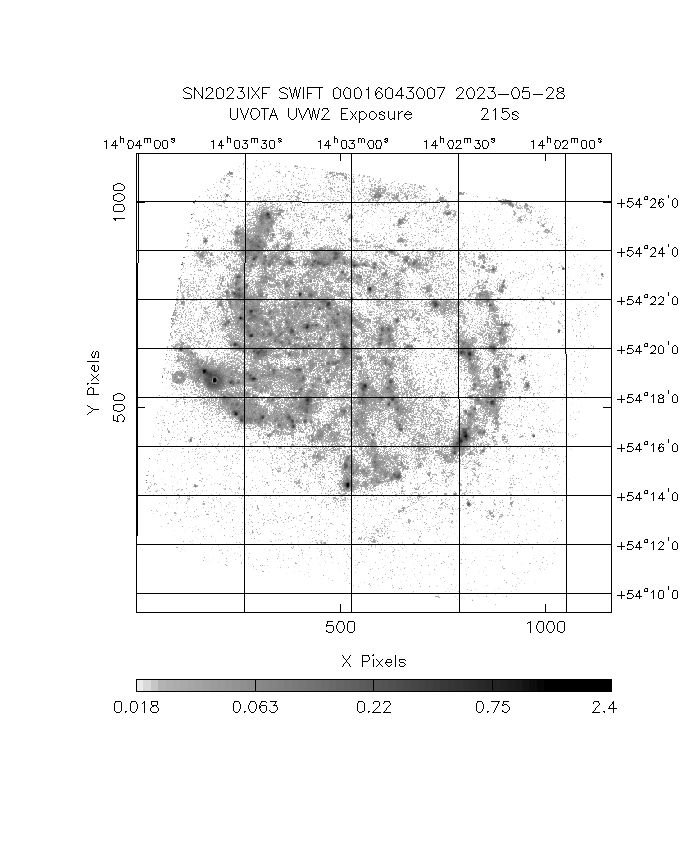 SN2023IXF SWIFT 00016043007 2023-05-28
UVOTA UVW2 Exposure 215s
14h04m00s 14h03m30s 14h03m00s 14h02m30s 14h02m00s
+54°26'0
+54°24'0
+54°22'0
+54°20'0
+54°18'0
+54°16'0
+54°14'0
+54°12'0
+54°10'0
1000
500
Y Pixels
500 1000
X Pixels
0.018 0.063 0.22 0.75 2.4